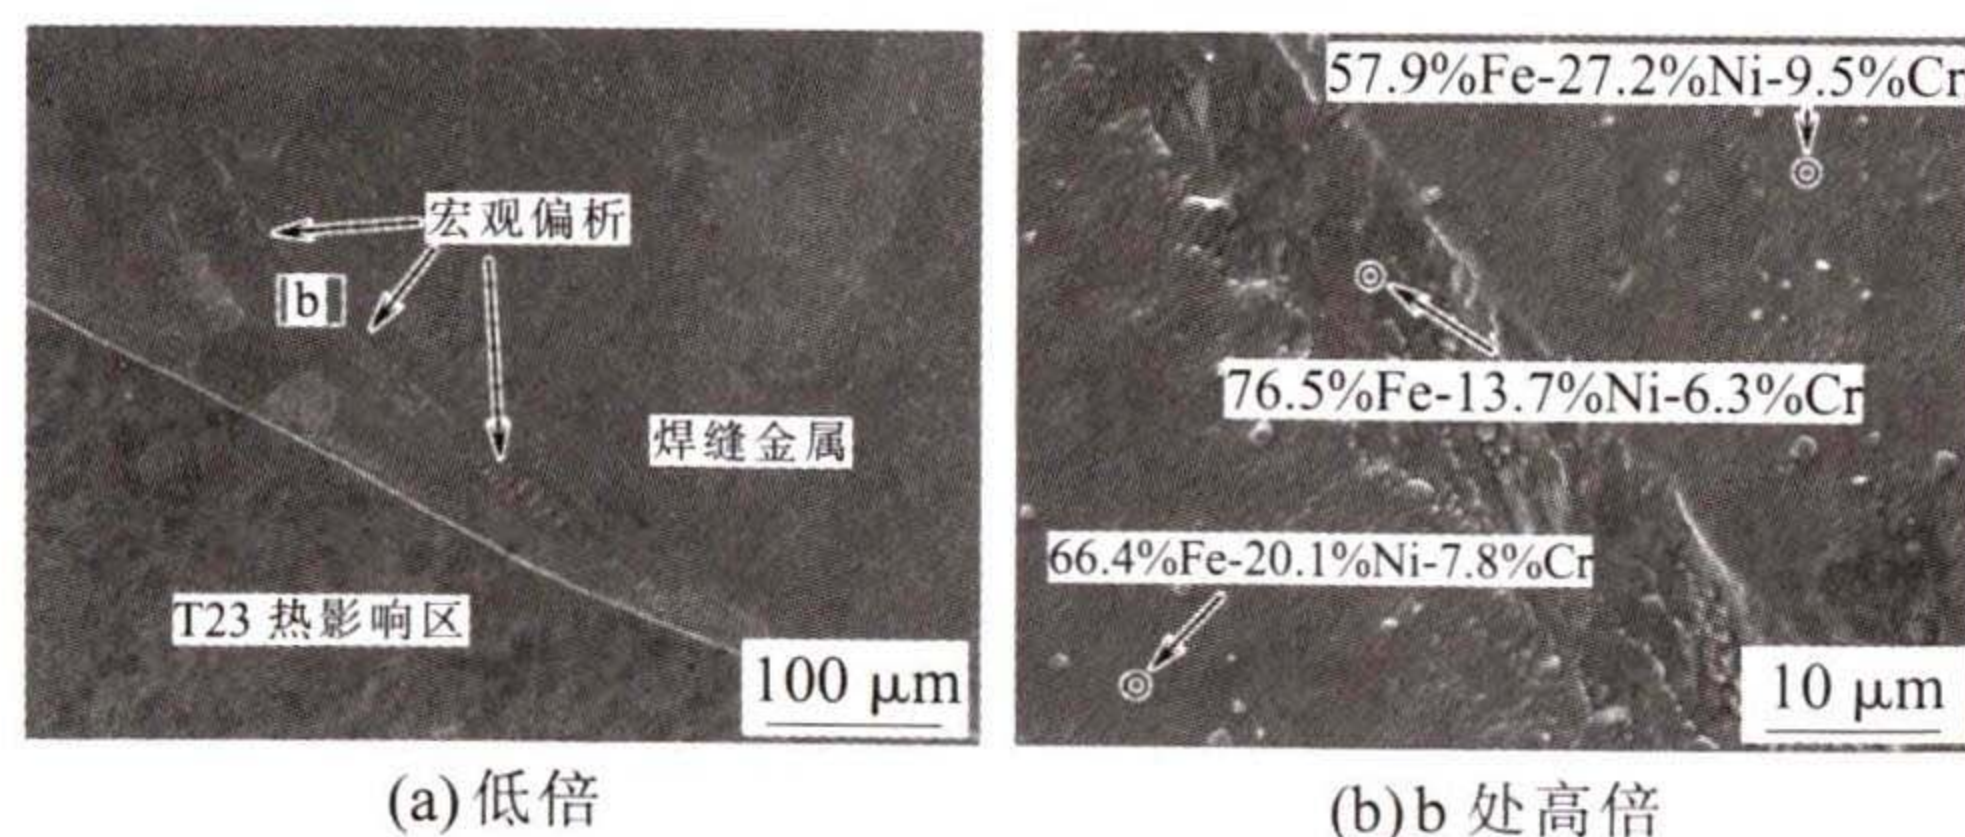 宏观偏析
b
焊缝金属
T23 热影响区
100 μm
(a)低倍
57.9%Fe-27.2%Ni-9.5%Cr
76.5%Fe-13.7%Ni-6.3%Cr
66.4%Fe-20.1%Ni-7.8%Cr
10 μm
(b)b 处高倍